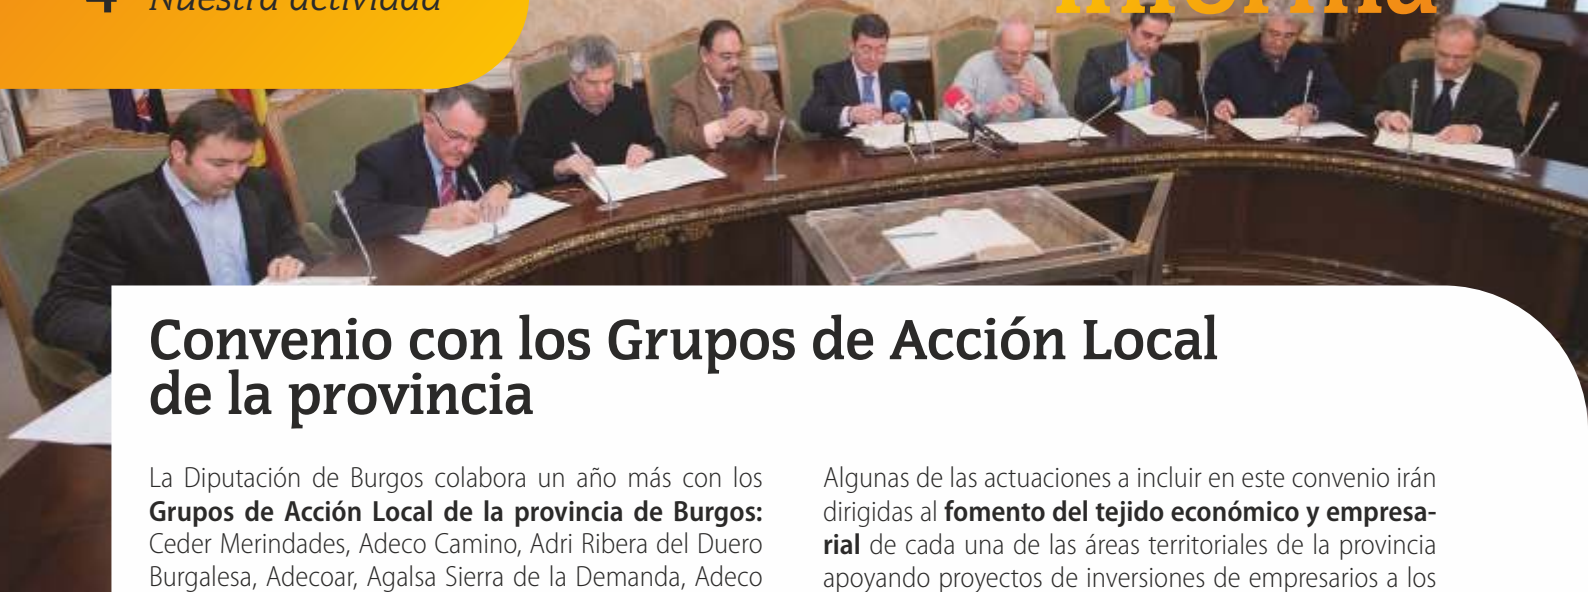 4 Nuestra actividad
informa
Convenio con los Grupos de Acción Local
de la provincia
La Diputación de Burgos colabora un año más con los
Grupos de Acción Local de la provincia de Burgos:
Ceder Merindades, Adeco Camino, Adri Ribera del Duero
Burgalesa, Adecoar, Agalsa Sierra de la Demanda, Adeco
Algunas de las actuaciones a incluir en este convenio irán
dirigidas al fomento del tejido económico y empresa-
rial de cada una de las áreas territoriales de la provincia
apoyando proyectos de inversiones de empresarios a los